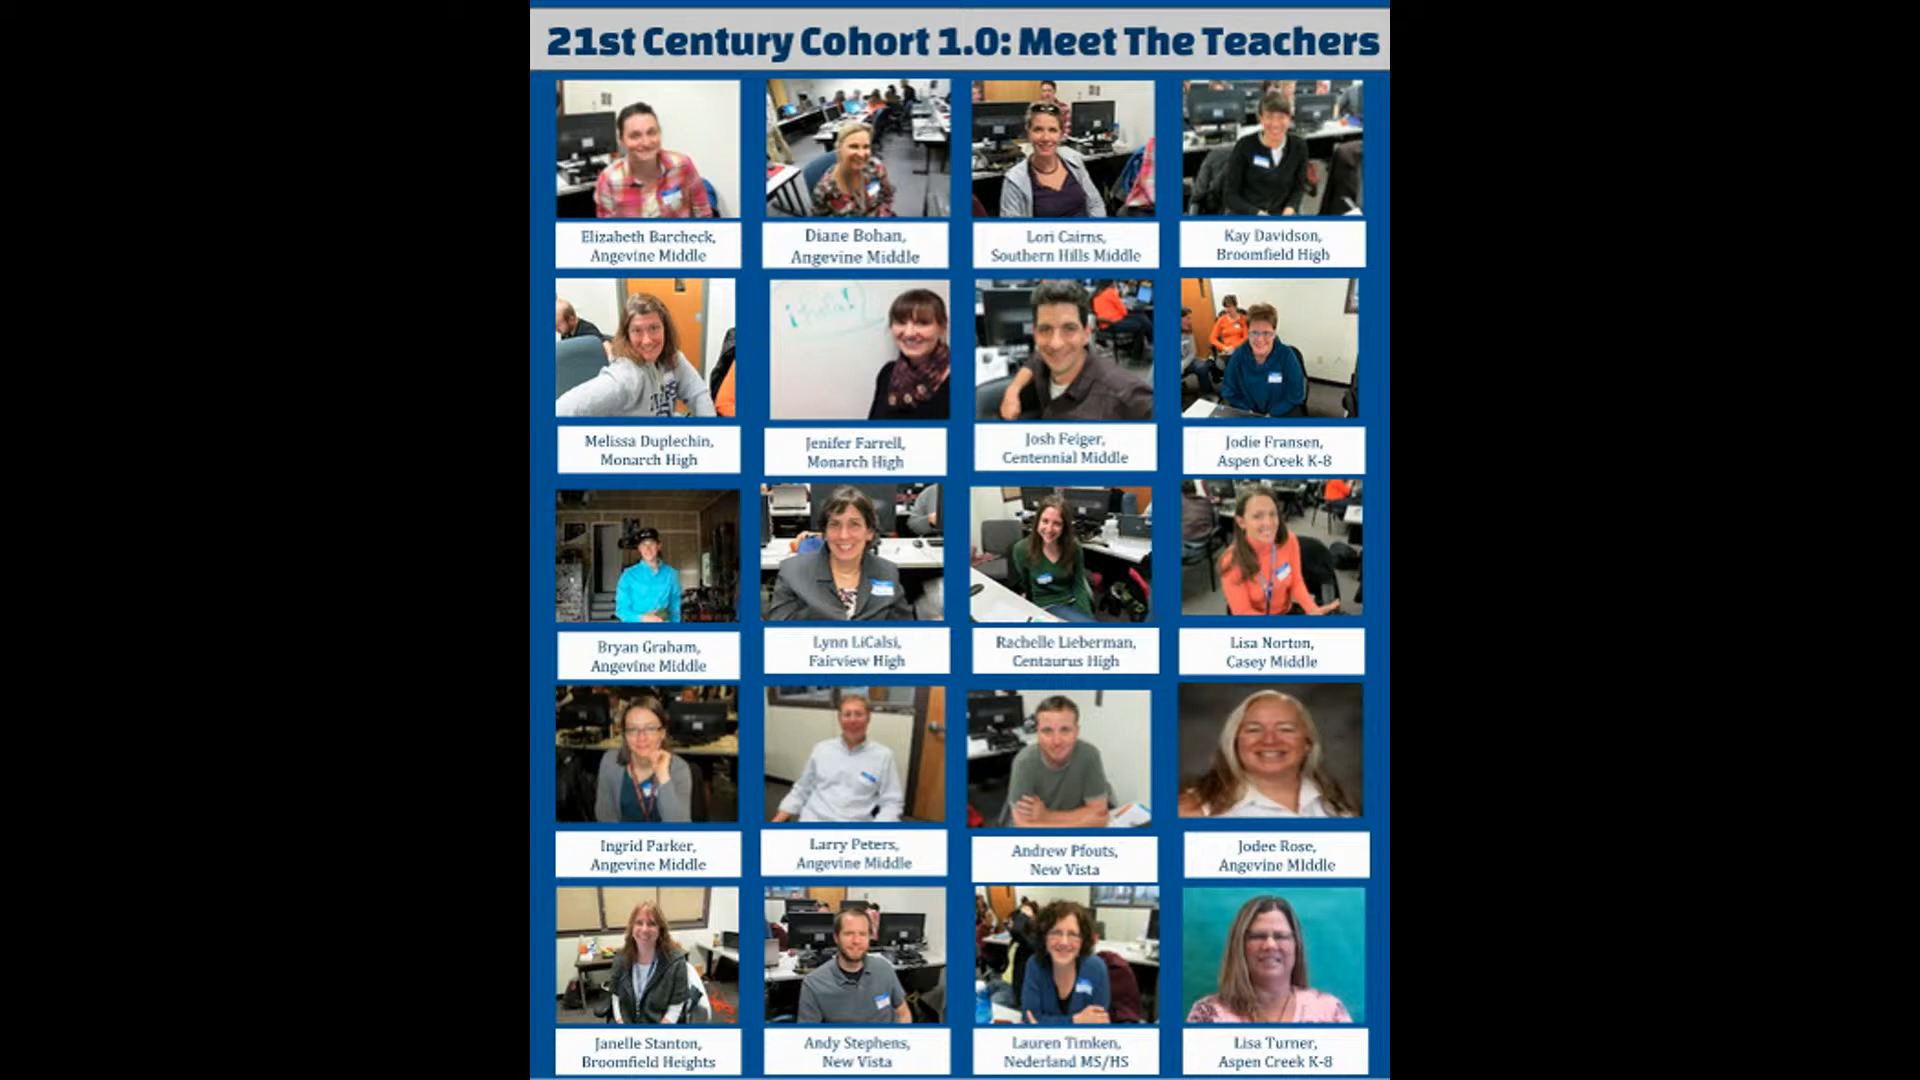 21st Century Cohort 1.0: Meet The Teachers
Elizabeth Barcheck,
Angevine Middle
Diane Bohan,
Angevine Middle
Lori Cairns,
Southern Hills Middle
Kay Davidson,
Broomfield High
¡hola!
Melissa Duplechin,
Monarch High
Jenifer Farrell,
Monarch High
Josh Feiger,
Centennial Middle
Jodie Fransen,
Aspen Creek K-8
Bryan Graham,
Angevine Middle
Lynn LiCalsi,
Fairview High
Rachelle Lieberman,
Centaurus High
Lisa Norton,
Casey Middle
Ingrid Parker,
Angevine Middle
Larry Peters,
Angevine Middle
Andrew Pfouts,
New Vista
Jodee Rose,
Angevine MIddle
Janelle Stanton,
Broomfield Heights
Andy Stephens,
New Vista
Lauren Timken,
Nederland MS/HS
Lisa Turner,
Aspen Creek K-8